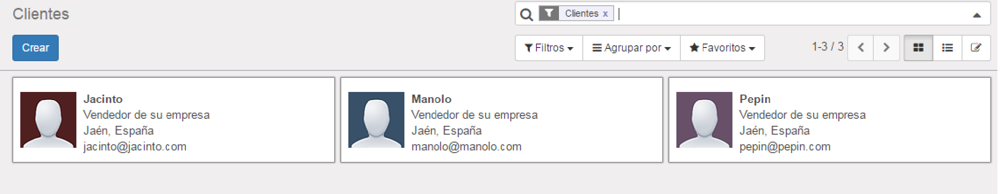 Clientes
Clientes x
Crear
Filtros
Agrupar por
Favoritos
1-3 / 3
Jacinto
Vendedor de su empresa
Jaén, España
jacinto@jacinto.com
Manolo
Vendedor de su empresa
Jaén, España
manolo@manolo.com
Pepin
Vendedor de su empresa
Jaén, España
pepin@pepin.com